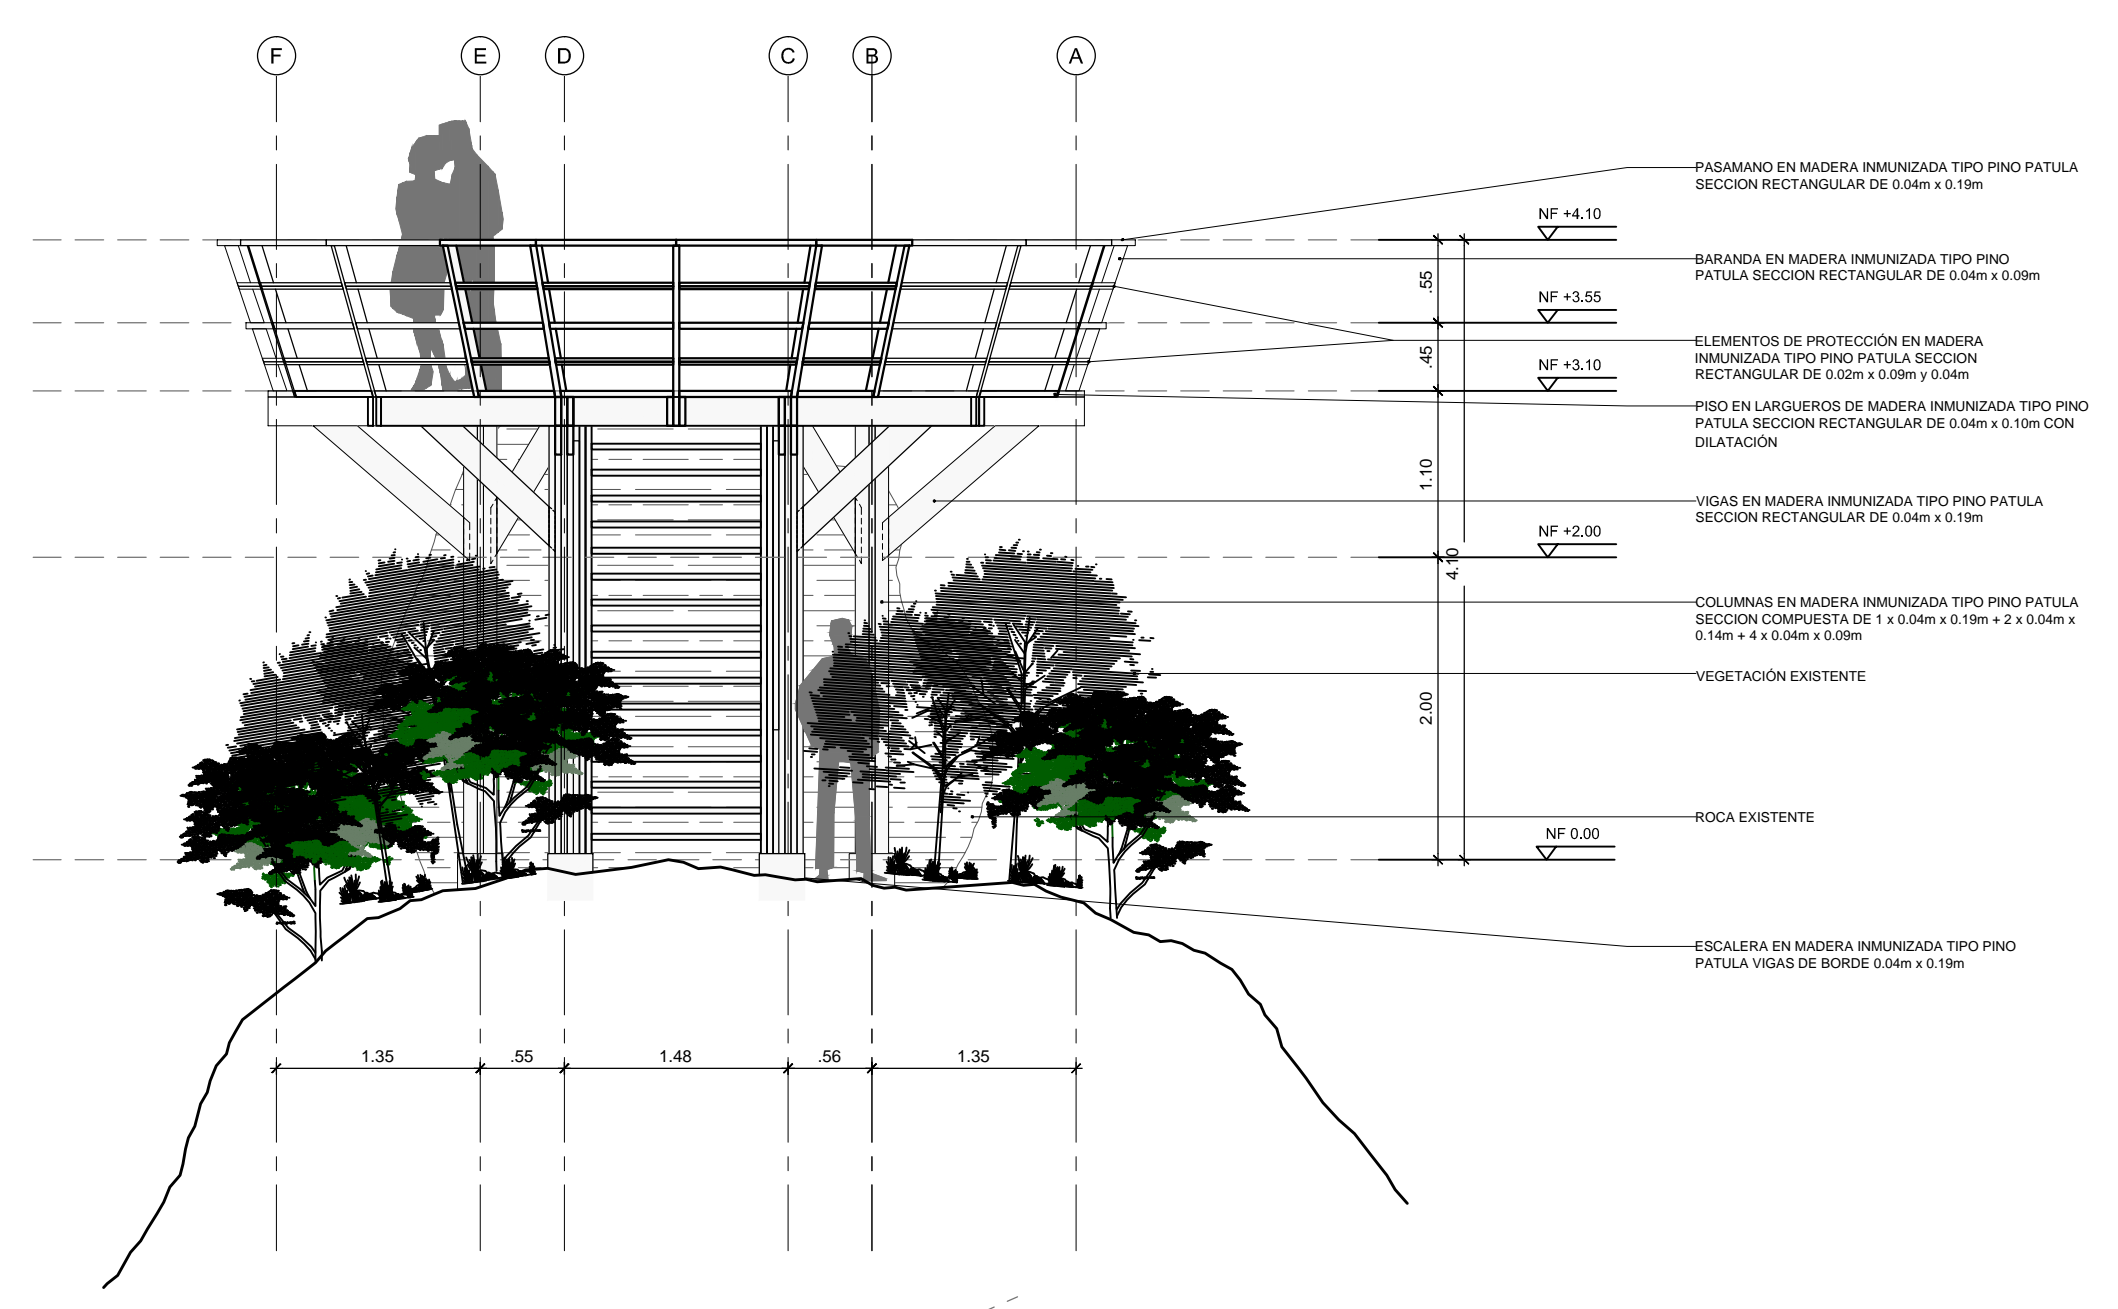 F E D C B A
PASAMANO EN MADERA INMUNIZADA TIPO PINO PATULA
SECCION RECTANGULAR DE 0.04m x 0.19m
NF +4.10
BARANDA EN MADERA INMUNIZADA TIPO PINO
PATULA SECCION RECTANGULAR DE 0.04m x 0.09m
.55
NF +3.55
ELEMENTOS DE PROTECCIÓN EN MADERA
INMUNIZADA TIPO PINO PATULA SECCION
RECTANGULAR DE 0.02m x 0.09m y 0.04m
.45
NF +3.10
PISO EN LARGUEROS DE MADERA INMUNIZADA TIPO PINO
PATULA SECCION RECTANGULAR DE 0.04m x 0.10m CON
DILATACIÓN
1.10
VIGAS EN MADERA INMUNIZADA TIPO PINO PATULA
SECCION RECTANGULAR DE 0.04m x 0.19m
NF +2.00
4.10
COLUMNAS EN MADERA INMUNIZADA TIPO PINO PATULA
SECCION COMPUESTA DE 1 x 0.04m x 0.19m + 2 x 0.04m x
0.14m + 4 x 0.04m x 0.09m
VEGETACIÓN EXISTENTE
2.00
ROCA EXISTENTE
NF 0.00
ESCALERA EN MADERA INMUNIZADA TIPO PINO
PATULA VIGAS DE BORDE 0.04m x 0.19m
1.35 .55 1.48 .56 1.35